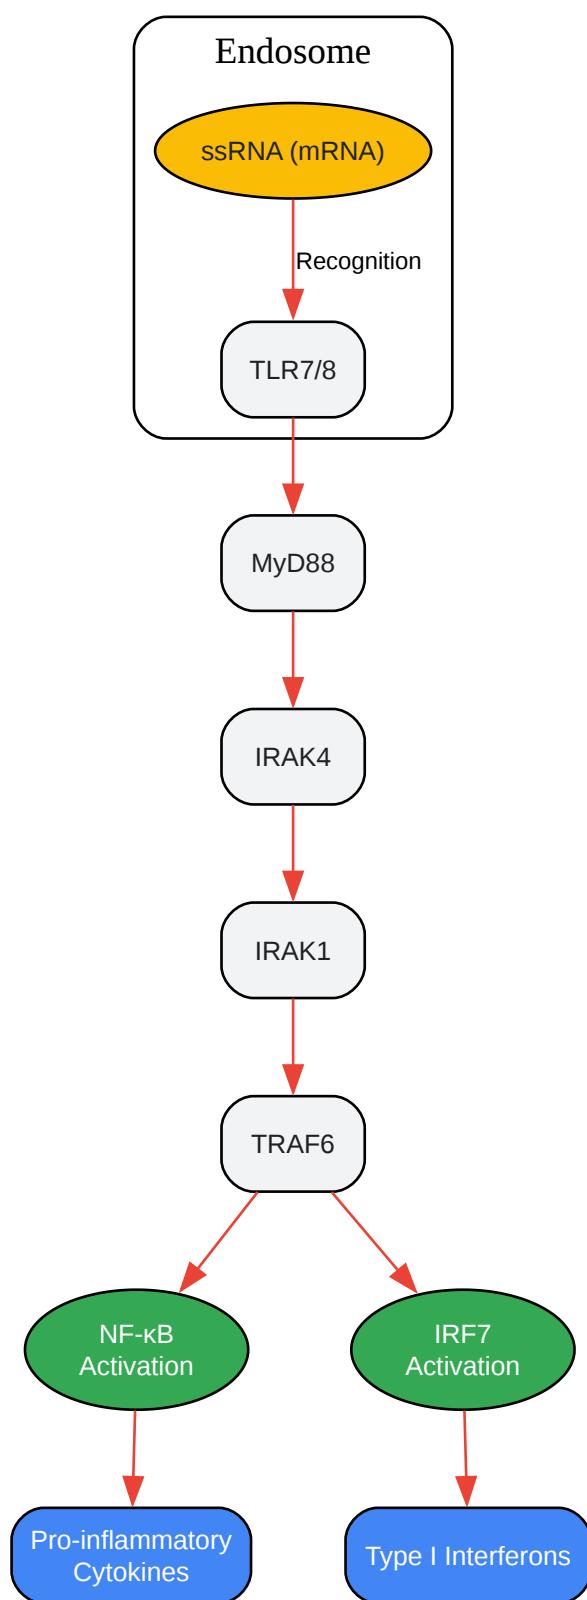 Endosome
ssRNA (mRNA)
Recognition
TLR7/8
MyD88
IRAK4
IRAK1
TRAF6
NF-κB
Activation
IRF7
Activation
Pro-inflammatory
Cytokines
Type I Interferons